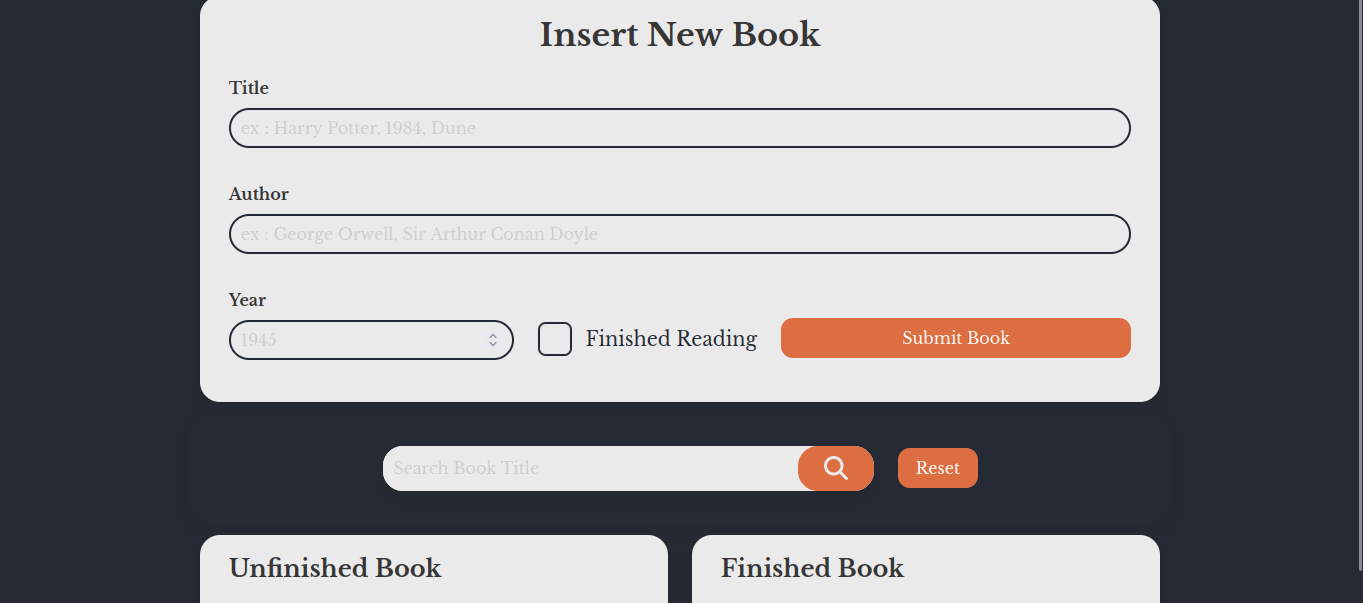 Insert New Book
Title
ex : Harry Potter, 1984, Dune
Author
ex : George Orwell, Sir Arthur Conan Doyle
Year
1945
Finished Reading
Submit Book
Search Book Title
Reset
Unfinished Book
Finished Book